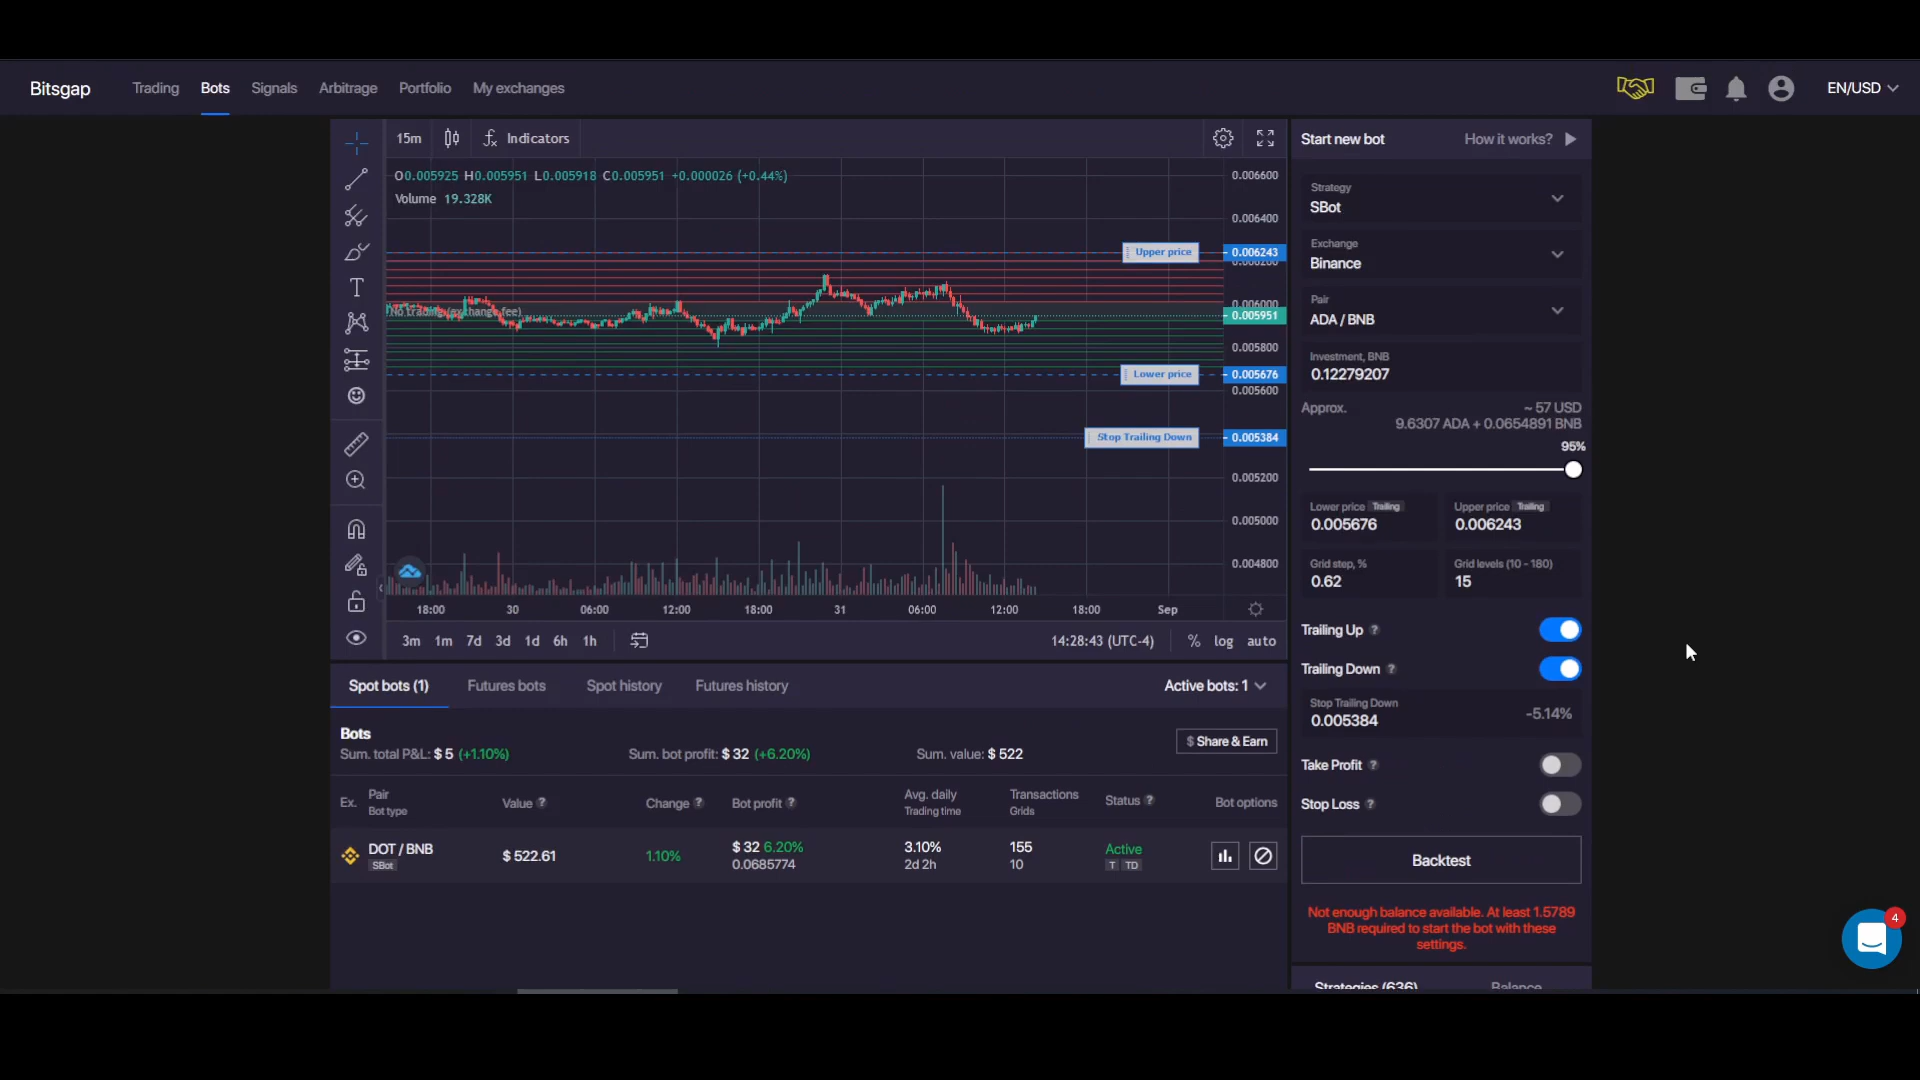 Bitsgap
Trading Bots Signals Arbitrage Portfolio My exchanges
EN/USD
15m Indicators
O0.005925 H0.005951 L0.005918 C0.005951 +0.000026 (+0.44%)
Volume 19.328K
No trading (exchange fee)
Upper price
Lower price
Stop Trailing Down
0.006600
0.006400
0.006243
0.006200
0.006000
0.005951
0.005800
0.005676
0.005600
0.005384
0.005200
0.005000
0.004800
18:00 30 06:00 12:00 18:00 31 06:00 12:00 18:00 Sep
3m 1m 7d 3d 1d 6h 1h 14:28:43 (UTC-4) % log auto
Spot bots (1) Futures bots Spot history Futures history Active bots: 1
Bots
Sum. total P&L: $ 5 (+1.10%) Sum. bot profit: $ 32 (+6.20%) Sum. value: $ 522
$ Share & Earn
Ex. Pair Bot type Value ? Change ? Bot profit ? Avg. daily Trading time Transactions Grids Status ? Bot options
DOT / BNB $ 522.61 1.10% $ 32 6.20% 3.10% 155 Active
SBot 0.0685774 2d 2h 10 T TD
Start new bot How it works?
Strategy
SBot
Exchange
Binance
Pair
ADA / BNB
Investment, BNB
0.12279207
Approx. ~ 57 USD
9.6307 ADA + 0.0654891 BNB
95%
Lower price Trailing Upper price Trailing
0.005676 0.006243
Grid step, % Grid levels (10 - 180)
0.62 15
Trailing Up ?
Trailing Down ?
Stop Trailing Down
0.005384 -5.14%
Take Profit ?
Stop Loss ?
Backtest
Not enough balance available. At least 1.5789
BNB required to start the bot with these
settings.
Strategies (636) Balance
4